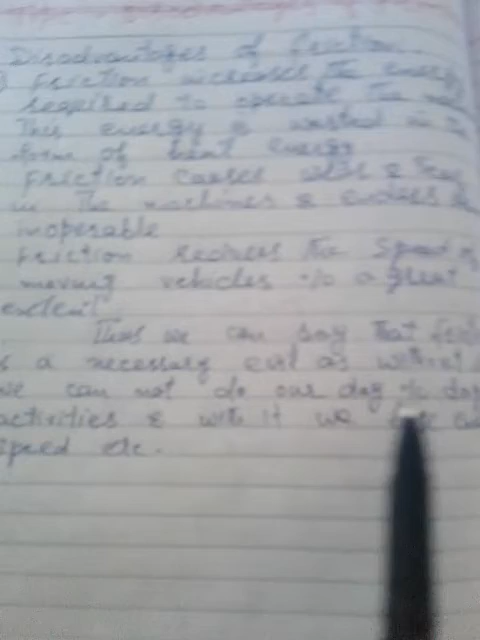 Disadvantages of friction
friction increases the energy
required to operate the
This energy is wasted in
form of heat energy
friction causes wear & tear
in the machines &
inoperable
friction reduces the speed of
moving vehicles to a great
extent
Thus we can say that
is a necessary evil as without
we can not do our day to day
activities & with it we
speed etc.